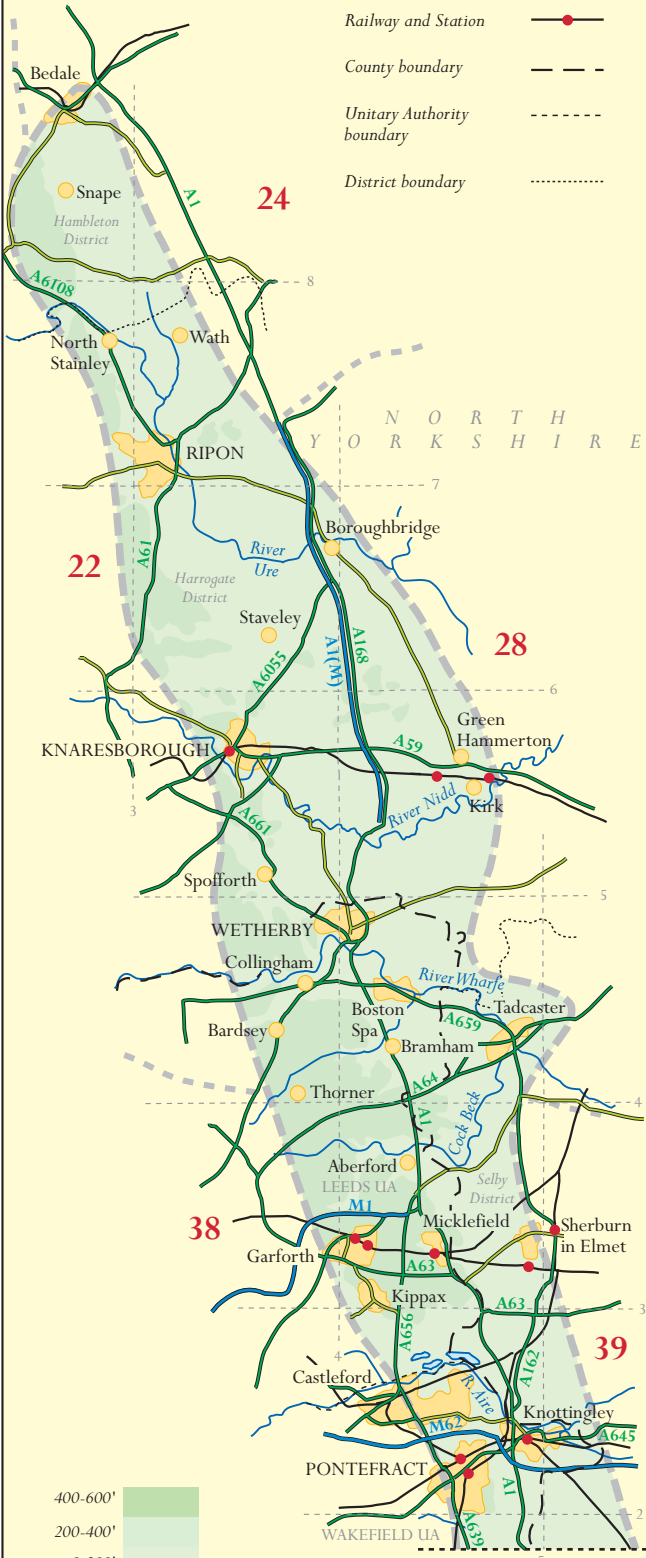 Railway and Station
County boundary
Unitary Authority
boundary
District boundary
Bedale
Snape
Hambleton
District
A1
24
A6108
8
North
Stainley
Wath
N O R T H
Y O R K S H I R E
RIPON
7
Boroughbridge
A61
River
Ure
22
Harrogate
District
Staveley
A168
A1(M)
28
A6055
6
Green
Hammerton
A59
KNARESBOROUGH
Kirk
River Nidd
3
A661
Spofforth
5
WETHERBY
Collingham
River Wharfe
Boston
Spa
Tadcaster
A659
Bardsey
Bramham
A64
Thorner
A1
Cock Beck
4
Aberford
LEEDS UA
Selby
District
M1
38
Micklefield
Sherburn
in Elmet
Garforth
A63
Kippax
A63
3
A656
39
4
A162
Castleford
R. Aire
Knottingley
M62
A645
PONTEFRACT
A1
400-600'
200-400'
2
A639
WAKEFIELD UA